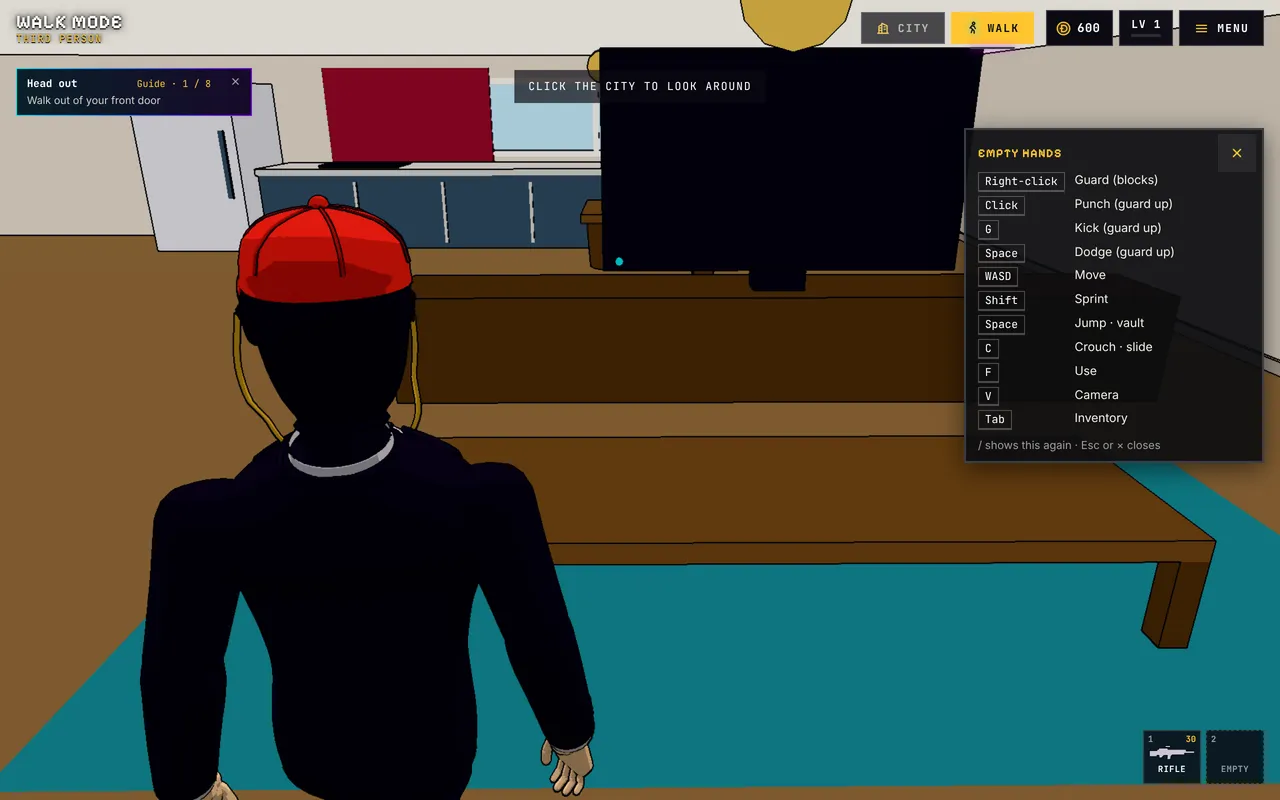 WALK MODE
THIRD PERSON
CITY
WALK
600
LV 1
MENU
Head out
Guide · 1 / 8
×
Walk out of your front door
CLICK THE CITY TO LOOK AROUND
EMPTY HANDS
×
Right-click Guard (blocks)
Click Punch (guard up)
G Kick (guard up)
Space Dodge (guard up)
WASD Move
Shift Sprint
Space Jump · vault
C Crouch · slide
F Use
V Camera
Tab Inventory
/ shows this again · Esc or × closes
1 30
RIFLE
2
EMPTY